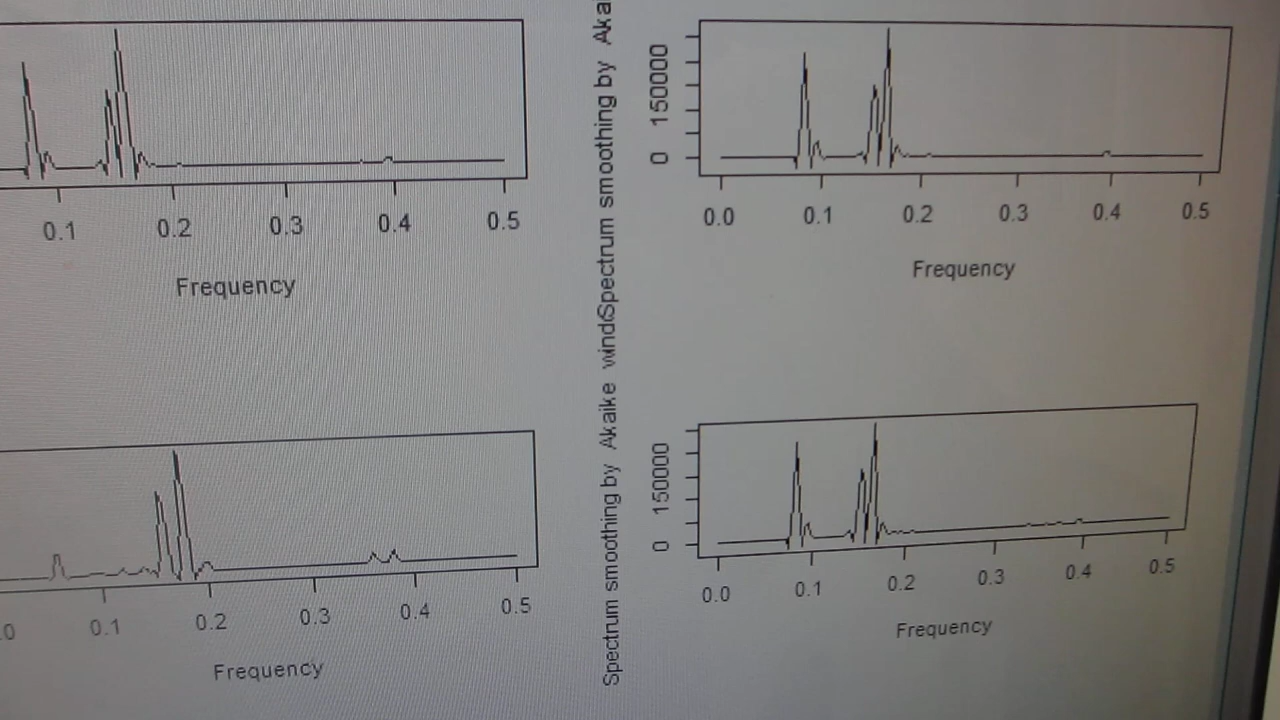 0.1 0.2 0.3 0.4 0.5
Frequency
Spectrum smoothing by Aka
150000
0
0.0 0.1 0.2 0.3 0.4 0.5
Frequency
0.1 0.2 0.3 0.4 0.5
Frequency
Spectrum smoothing by Akaike
150000
0
0.0 0.1 0.2 0.3 0.4 0.5
Frequency